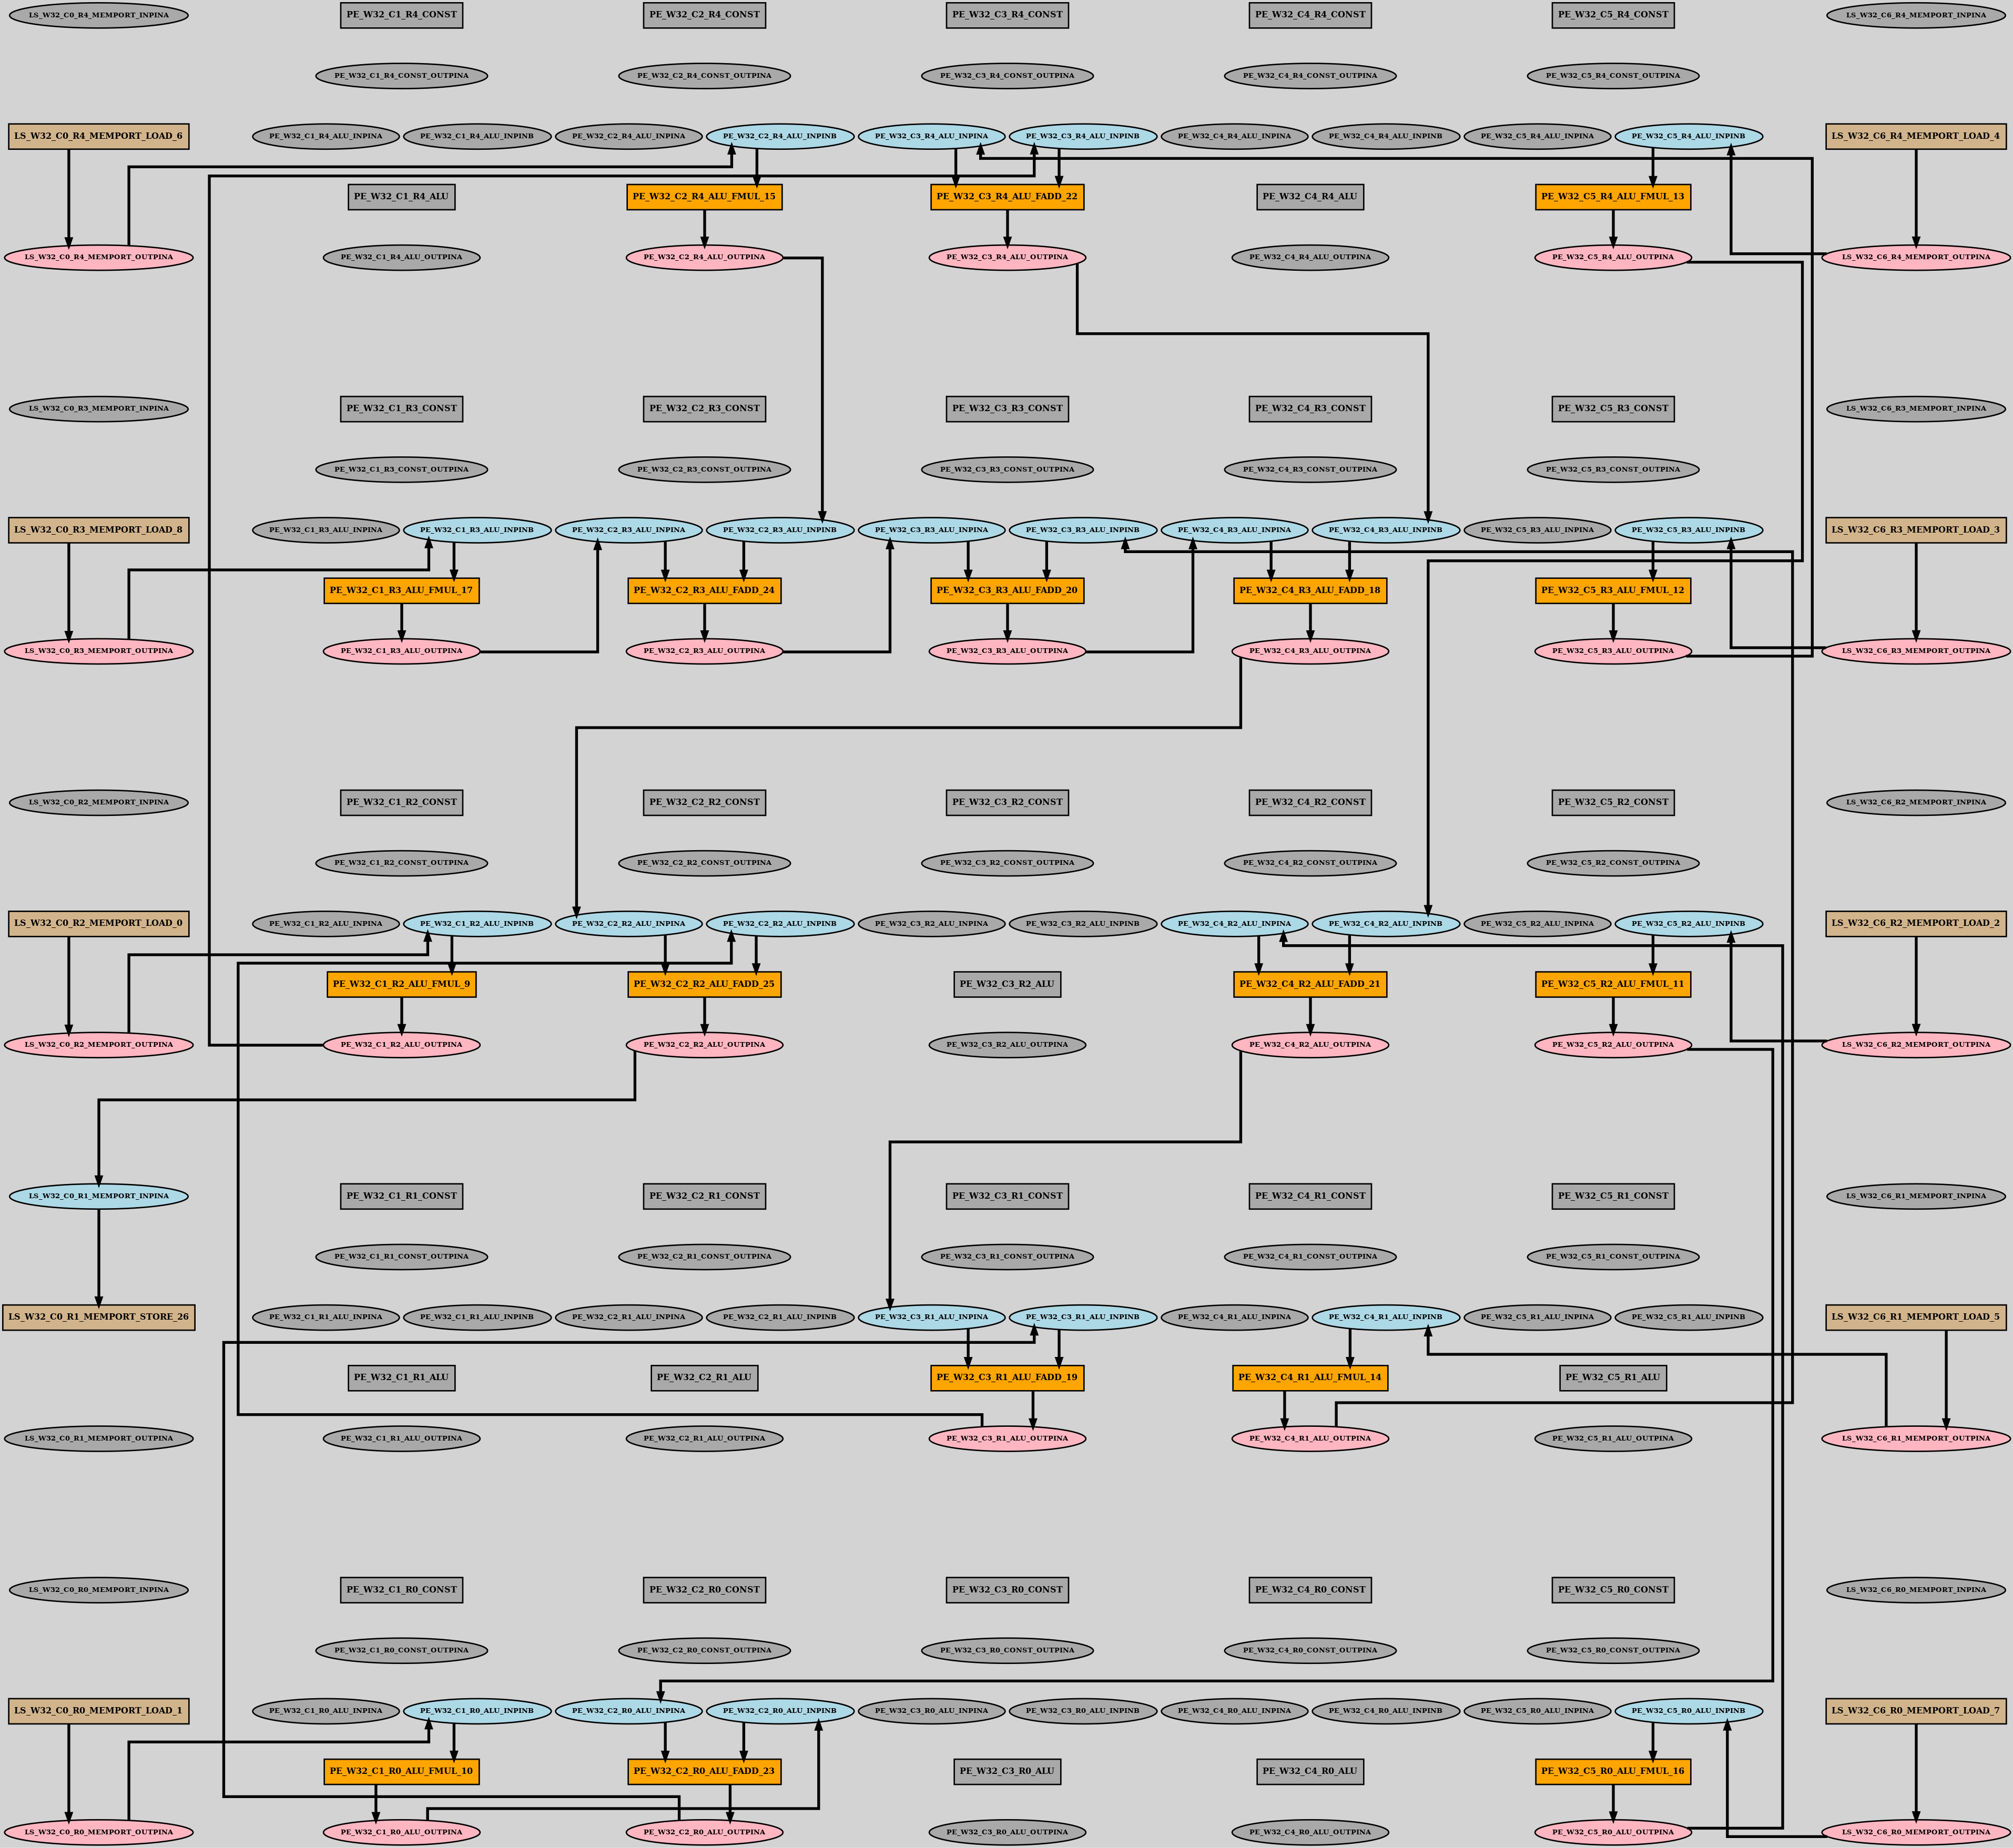 LS_W32_C0_R4_MEMPORT_INPINA PE_W32_C1_R4_CONST PE_W32_C2_R4_CONST PE_W32_C3_R4_CONST PE_W32_C4_R4_CONST PE_W32_C5_R4_CONST LS_W32_C6_R4_MEMPORT_INPINA
PE_W32_C1_R4_CONST_OUTPINA PE_W32_C2_R4_CONST_OUTPINA PE_W32_C3_R4_CONST_OUTPINA PE_W32_C4_R4_CONST_OUTPINA PE_W32_C5_R4_CONST_OUTPINA
LS_W32_C0_R4_MEMPORT_LOAD_6 PE_W32_C1_R4_ALU_INPINA PE_W32_C1_R4_ALU_INPINB PE_W32_C2_R4_ALU_INPINA PE_W32_C2_R4_ALU_INPINB PE_W32_C3_R4_ALU_INPINA PE_W32_C3_R4_ALU_INPINB PE_W32_C4_R4_ALU_INPINA PE_W32_C4_R4_ALU_INPINB PE_W32_C5_R4_ALU_INPINA PE_W32_C5_R4_ALU_INPINB LS_W32_C6_R4_MEMPORT_LOAD_4
PE_W32_C1_R4_ALU PE_W32_C2_R4_ALU_FMUL_15 PE_W32_C3_R4_ALU_FADD_22 PE_W32_C4_R4_ALU PE_W32_C5_R4_ALU_FMUL_13
LS_W32_C0_R4_MEMPORT_OUTPINA PE_W32_C1_R4_ALU_OUTPINA PE_W32_C2_R4_ALU_OUTPINA PE_W32_C3_R4_ALU_OUTPINA PE_W32_C4_R4_ALU_OUTPINA PE_W32_C5_R4_ALU_OUTPINA LS_W32_C6_R4_MEMPORT_OUTPINA
LS_W32_C0_R3_MEMPORT_INPINA PE_W32_C1_R3_CONST PE_W32_C2_R3_CONST PE_W32_C3_R3_CONST PE_W32_C4_R3_CONST PE_W32_C5_R3_CONST LS_W32_C6_R3_MEMPORT_INPINA
PE_W32_C1_R3_CONST_OUTPINA PE_W32_C2_R3_CONST_OUTPINA PE_W32_C3_R3_CONST_OUTPINA PE_W32_C4_R3_CONST_OUTPINA PE_W32_C5_R3_CONST_OUTPINA
LS_W32_C0_R3_MEMPORT_LOAD_8 PE_W32_C1_R3_ALU_INPINA PE_W32_C1_R3_ALU_INPINB PE_W32_C2_R3_ALU_INPINA PE_W32_C2_R3_ALU_INPINB PE_W32_C3_R3_ALU_INPINA PE_W32_C3_R3_ALU_INPINB PE_W32_C4_R3_ALU_INPINA PE_W32_C4_R3_ALU_INPINB PE_W32_C5_R3_ALU_INPINA PE_W32_C5_R3_ALU_INPINB LS_W32_C6_R3_MEMPORT_LOAD_3
PE_W32_C1_R3_ALU_FMUL_17 PE_W32_C2_R3_ALU_FADD_24 PE_W32_C3_R3_ALU_FADD_20 PE_W32_C4_R3_ALU_FADD_18 PE_W32_C5_R3_ALU_FMUL_12
LS_W32_C0_R3_MEMPORT_OUTPINA PE_W32_C1_R3_ALU_OUTPINA PE_W32_C2_R3_ALU_OUTPINA PE_W32_C3_R3_ALU_OUTPINA PE_W32_C4_R3_ALU_OUTPINA PE_W32_C5_R3_ALU_OUTPINA LS_W32_C6_R3_MEMPORT_OUTPINA
LS_W32_C0_R2_MEMPORT_INPINA PE_W32_C1_R2_CONST PE_W32_C2_R2_CONST PE_W32_C3_R2_CONST PE_W32_C4_R2_CONST PE_W32_C5_R2_CONST LS_W32_C6_R2_MEMPORT_INPINA
PE_W32_C1_R2_CONST_OUTPINA PE_W32_C2_R2_CONST_OUTPINA PE_W32_C3_R2_CONST_OUTPINA PE_W32_C4_R2_CONST_OUTPINA PE_W32_C5_R2_CONST_OUTPINA
LS_W32_C0_R2_MEMPORT_LOAD_0 PE_W32_C1_R2_ALU_INPINA PE_W32_C1_R2_ALU_INPINB PE_W32_C2_R2_ALU_INPINA PE_W32_C2_R2_ALU_INPINB PE_W32_C3_R2_ALU_INPINA PE_W32_C3_R2_ALU_INPINB PE_W32_C4_R2_ALU_INPINA PE_W32_C4_R2_ALU_INPINB PE_W32_C5_R2_ALU_INPINA PE_W32_C5_R2_ALU_INPINB LS_W32_C6_R2_MEMPORT_LOAD_2
PE_W32_C1_R2_ALU_FMUL_9 PE_W32_C2_R2_ALU_FADD_25 PE_W32_C3_R2_ALU PE_W32_C4_R2_ALU_FADD_21 PE_W32_C5_R2_ALU_FMUL_11
LS_W32_C0_R2_MEMPORT_OUTPINA PE_W32_C1_R2_ALU_OUTPINA PE_W32_C2_R2_ALU_OUTPINA PE_W32_C3_R2_ALU_OUTPINA PE_W32_C4_R2_ALU_OUTPINA PE_W32_C5_R2_ALU_OUTPINA LS_W32_C6_R2_MEMPORT_OUTPINA
LS_W32_C0_R1_MEMPORT_INPINA PE_W32_C1_R1_CONST PE_W32_C2_R1_CONST PE_W32_C3_R1_CONST PE_W32_C4_R1_CONST PE_W32_C5_R1_CONST LS_W32_C6_R1_MEMPORT_INPINA
PE_W32_C1_R1_CONST_OUTPINA PE_W32_C2_R1_CONST_OUTPINA PE_W32_C3_R1_CONST_OUTPINA PE_W32_C4_R1_CONST_OUTPINA PE_W32_C5_R1_CONST_OUTPINA
LS_W32_C0_R1_MEMPORT_STORE_26 PE_W32_C1_R1_ALU_INPINA PE_W32_C1_R1_ALU_INPINB PE_W32_C2_R1_ALU_INPINA PE_W32_C2_R1_ALU_INPINB PE_W32_C3_R1_ALU_INPINA PE_W32_C3_R1_ALU_INPINB PE_W32_C4_R1_ALU_INPINA PE_W32_C4_R1_ALU_INPINB PE_W32_C5_R1_ALU_INPINA PE_W32_C5_R1_ALU_INPINB LS_W32_C6_R1_MEMPORT_LOAD_5
PE_W32_C1_R1_ALU PE_W32_C2_R1_ALU PE_W32_C3_R1_ALU_FADD_19 PE_W32_C4_R1_ALU_FMUL_14 PE_W32_C5_R1_ALU
LS_W32_C0_R1_MEMPORT_OUTPINA PE_W32_C1_R1_ALU_OUTPINA PE_W32_C2_R1_ALU_OUTPINA PE_W32_C3_R1_ALU_OUTPINA PE_W32_C4_R1_ALU_OUTPINA PE_W32_C5_R1_ALU_OUTPINA LS_W32_C6_R1_MEMPORT_OUTPINA
LS_W32_C0_R0_MEMPORT_INPINA PE_W32_C1_R0_CONST PE_W32_C2_R0_CONST PE_W32_C3_R0_CONST PE_W32_C4_R0_CONST PE_W32_C5_R0_CONST LS_W32_C6_R0_MEMPORT_INPINA
PE_W32_C1_R0_CONST_OUTPINA PE_W32_C2_R0_CONST_OUTPINA PE_W32_C3_R0_CONST_OUTPINA PE_W32_C4_R0_CONST_OUTPINA PE_W32_C5_R0_CONST_OUTPINA
LS_W32_C0_R0_MEMPORT_LOAD_1 PE_W32_C1_R0_ALU_INPINA PE_W32_C1_R0_ALU_INPINB PE_W32_C2_R0_ALU_INPINA PE_W32_C2_R0_ALU_INPINB PE_W32_C3_R0_ALU_INPINA PE_W32_C3_R0_ALU_INPINB PE_W32_C4_R0_ALU_INPINA PE_W32_C4_R0_ALU_INPINB PE_W32_C5_R0_ALU_INPINA PE_W32_C5_R0_ALU_INPINB LS_W32_C6_R0_MEMPORT_LOAD_7
PE_W32_C1_R0_ALU_FMUL_10 PE_W32_C2_R0_ALU_FADD_23 PE_W32_C3_R0_ALU PE_W32_C4_R0_ALU PE_W32_C5_R0_ALU_FMUL_16
LS_W32_C0_R0_MEMPORT_OUTPINA PE_W32_C1_R0_ALU_OUTPINA PE_W32_C2_R0_ALU_OUTPINA PE_W32_C3_R0_ALU_OUTPINA PE_W32_C4_R0_ALU_OUTPINA PE_W32_C5_R0_ALU_OUTPINA LS_W32_C6_R0_MEMPORT_OUTPINA